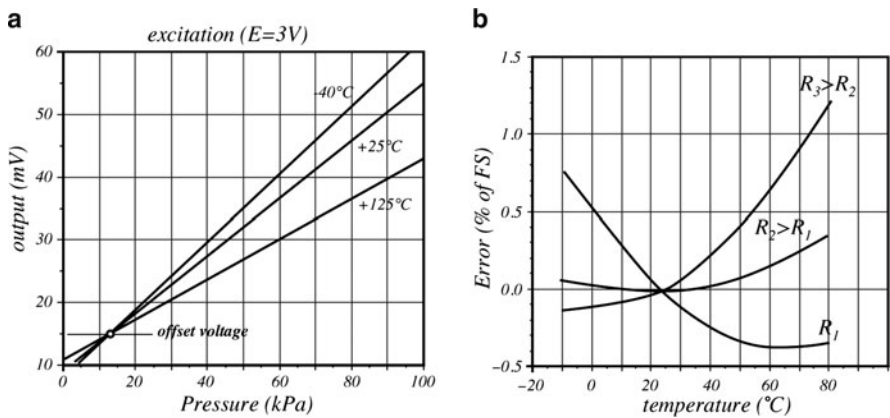 a
excitation (E=3V)
60
50
40
30
20
10
output (mV)
-40°C
+25°C
+125°C
offset voltage
0
20
40
60
80
100
Pressure (kPa)
b
1.5
1.0
0.5
0.0
−0.5
Error (% of FS)
R3>R2
R2>R1
R1
−20
0
20
40
60
80
100
temperature (°C)